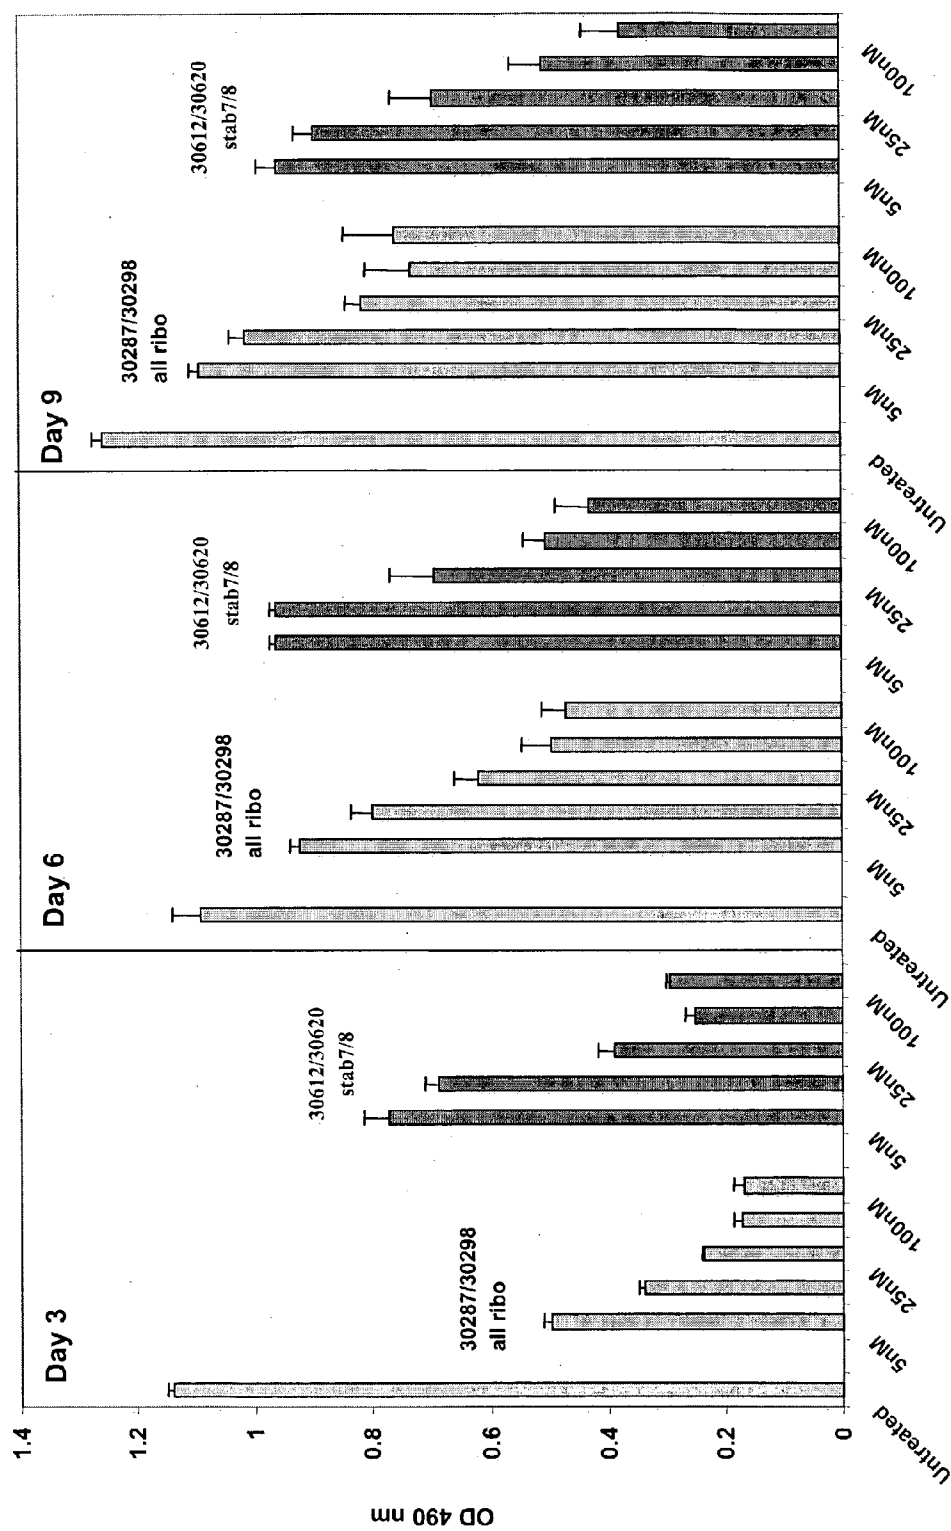 Day 3
Day 6
Day 9
30287/30298
all ribo
30612/30620
stab7/8
30287/30298
all ribo
30612/30620
stab7/8
30287/30298
all ribo
30612/30620
stab7/8
OD 490 nm
1.4
1.2
1
0.8
0.6
0.4
0.2
0
Untreated
5nM
25nM
100nM
5nM
25nM
100nM
Untreated
5nM
25nM
100nM
5nM
25nM
100nM
Untreated
5nM
25nM
100nM
5nM
25nM
100nM